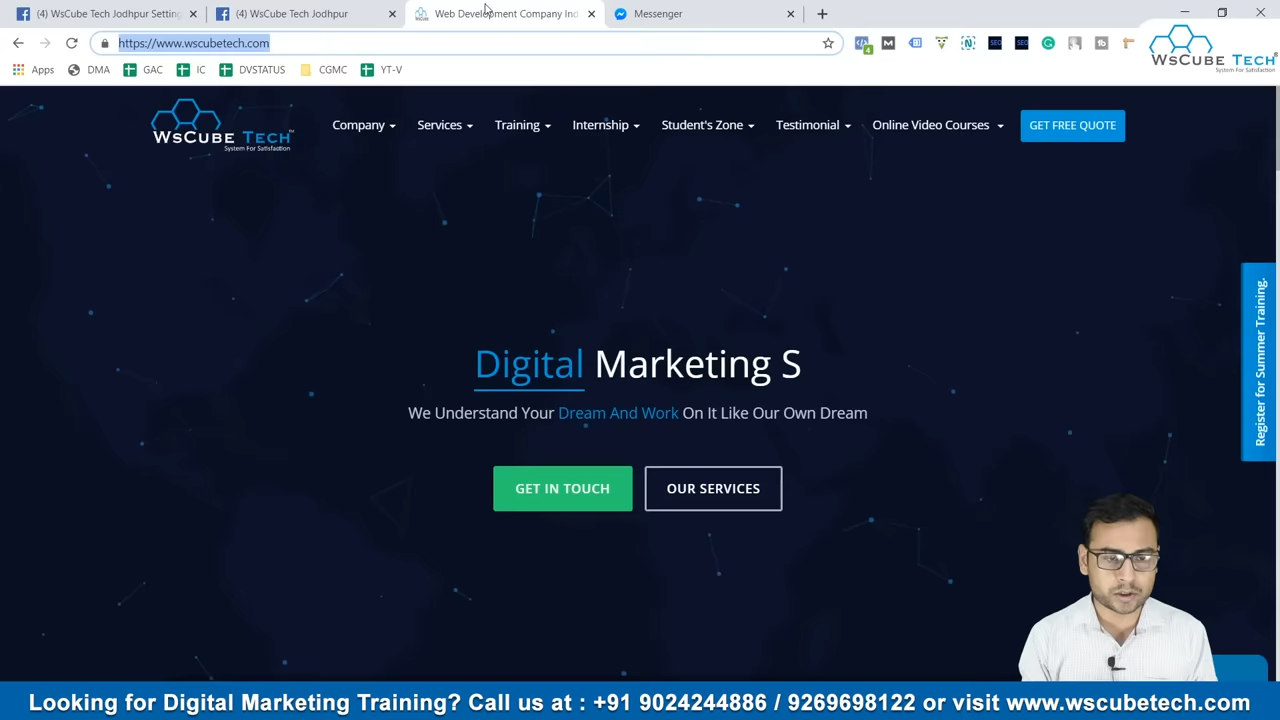 (4) WsCube Tech Jodhpur Setting
(4) WsCube Tech Jodhpur
Web Development Company Ind
Messenger
https://www.wscubetech.com
Apps
DMA
GAC
IC
DVSTATUS
CGMC
YT-V
WsCube Tech
System For Satisfaction
WsCube Tech
System For Satisfaction
Company
Services
Training
Internship
Student's Zone
Testimonial
Online Video Courses
GET FREE QUOTE
Register for Summer Training.
Digital Marketing S
We Understand Your Dream And Work On It Like Our Own Dream
GET IN TOUCH
OUR SERVICES
Looking for Digital Marketing Training? Call us at : +91 9024244886 / 9269698122 or visit www.wscubetech.com